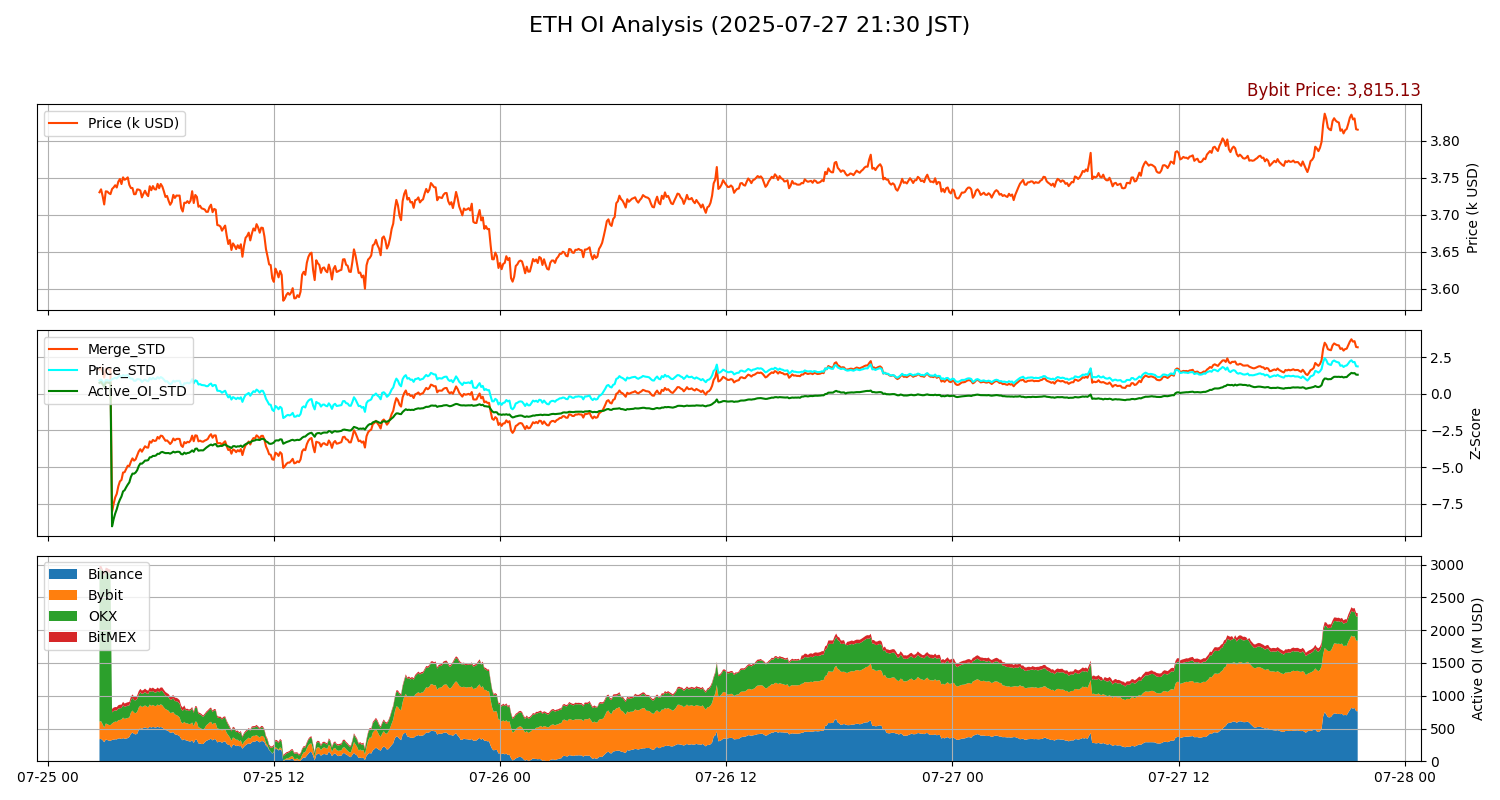 ETH OI Analysis (2025-07-27 21:30 JST)
Bybit Price: 3,815.13
Price (k USD)
3.80
3.75
3.70
3.65
3.60
Price (k USD)
Merge_STD
Price_STD
Active_OI_STD
2.5
0.0
−2.5
−5.0
−7.5
Z-Score
Binance
Bybit
OKX
BitMEX
3000
2500
2000
1500
1000
500
0
Active OI (M USD)
07-25 00
07-25 12
07-26 00
07-26 12
07-27 00
07-27 12
07-28 00